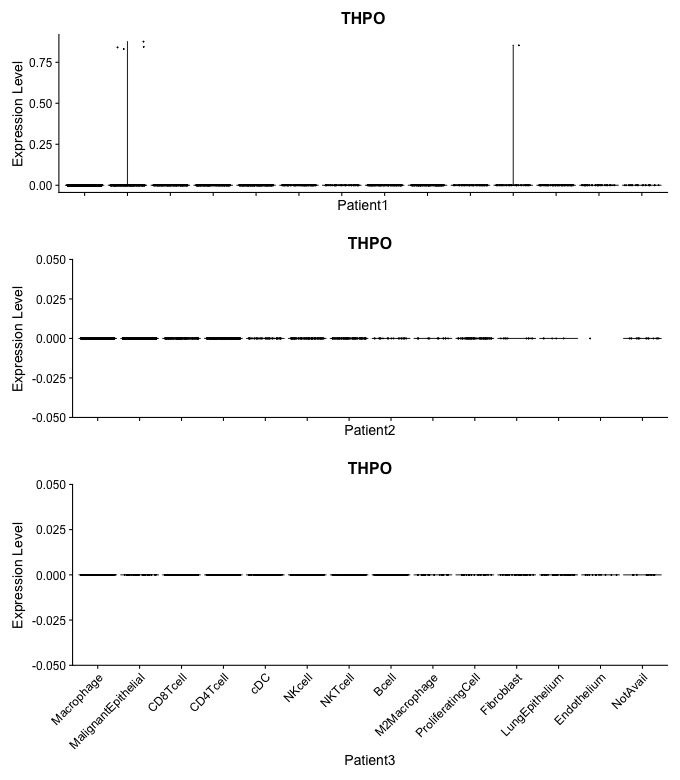 THPO
Expression Level
0.75
0.50
0.25
0.00
Patient1
THPO
Expression Level
0.050
0.025
0.000
-0.025
-0.050
Patient2
THPO
Expression Level
0.050
0.025
0.000
-0.025
-0.050
Macrophage
MalignantEpithelial
CD8Tcell
CD4Tcell
cDC
NKcell
NKTcell
Bcell
M2Macrophage
ProliferatingCell
Fibroblast
LungEpithelium
Endothelium
NotAvail
Patient3